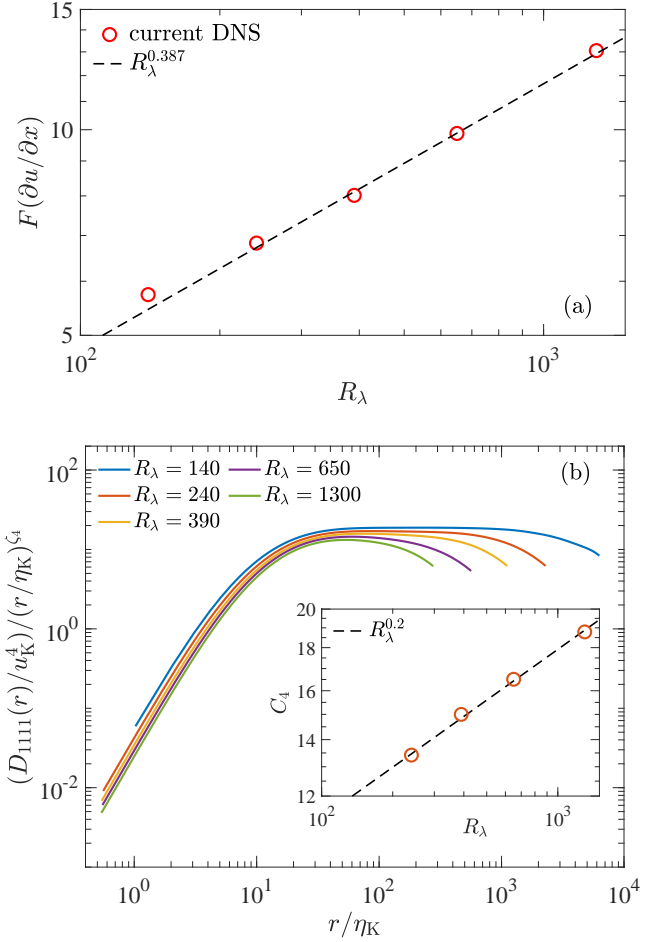 15
current DNS
R_λ^0.387
10
F(∂u/∂x)
5
(a)
10^2
10^3
R_λ
10^2
R_λ = 140
R_λ = 650
(b)
R_λ = 240
R_λ = 1300
R_λ = 390
(D_1111(r)/u_K^4)/(r/η_K)^ζ_4
10^0
10^-2
20
R_λ^0.2
18
16
C_4
14
12
10^2
10^3
R_λ
10^0
10^1
10^2
10^3
10^4
r/η_K